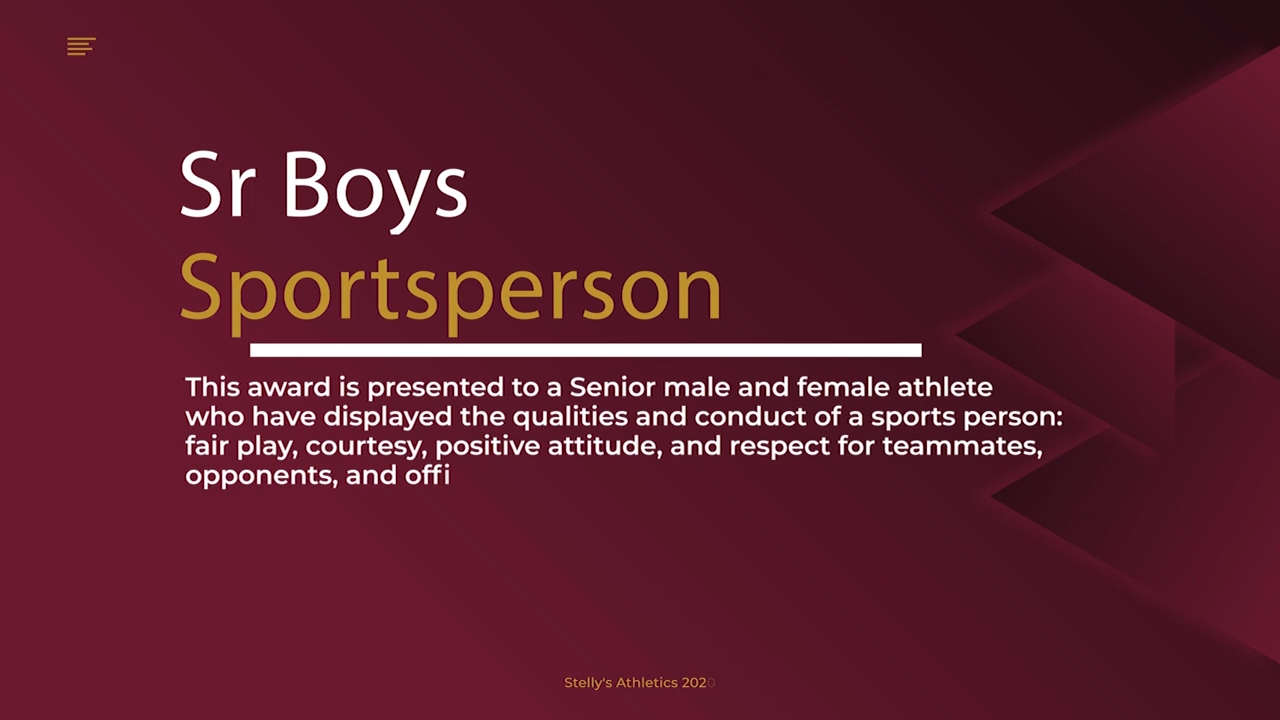 Sr Boys
Sportsperson
This award is presented to a Senior male and female athlete
who have displayed the qualities and conduct of a sports person:
fair play, courtesy, positive attitude, and respect for teammates,
opponents, and offi
Stelly's Athletics 2020